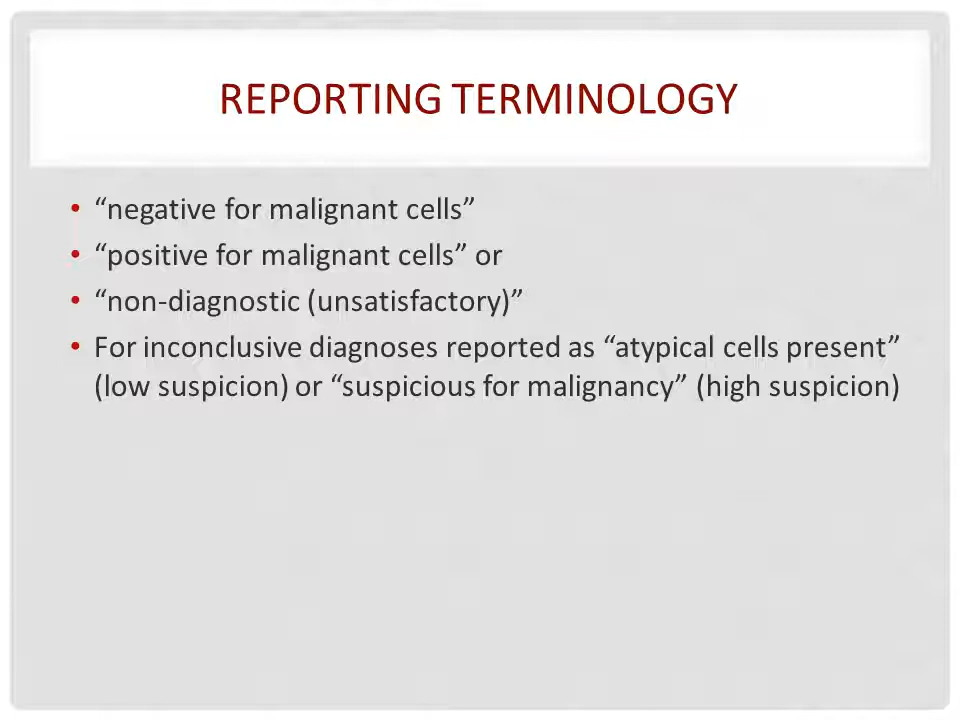 REPORTING TERMINOLOGY
• “negative for malignant cells”
• “positive for malignant cells” or
• “non-diagnostic (unsatisfactory)”
• For inconclusive diagnoses reported as “atypical cells present”
(low suspicion) or “suspicious for malignancy” (high suspicion)